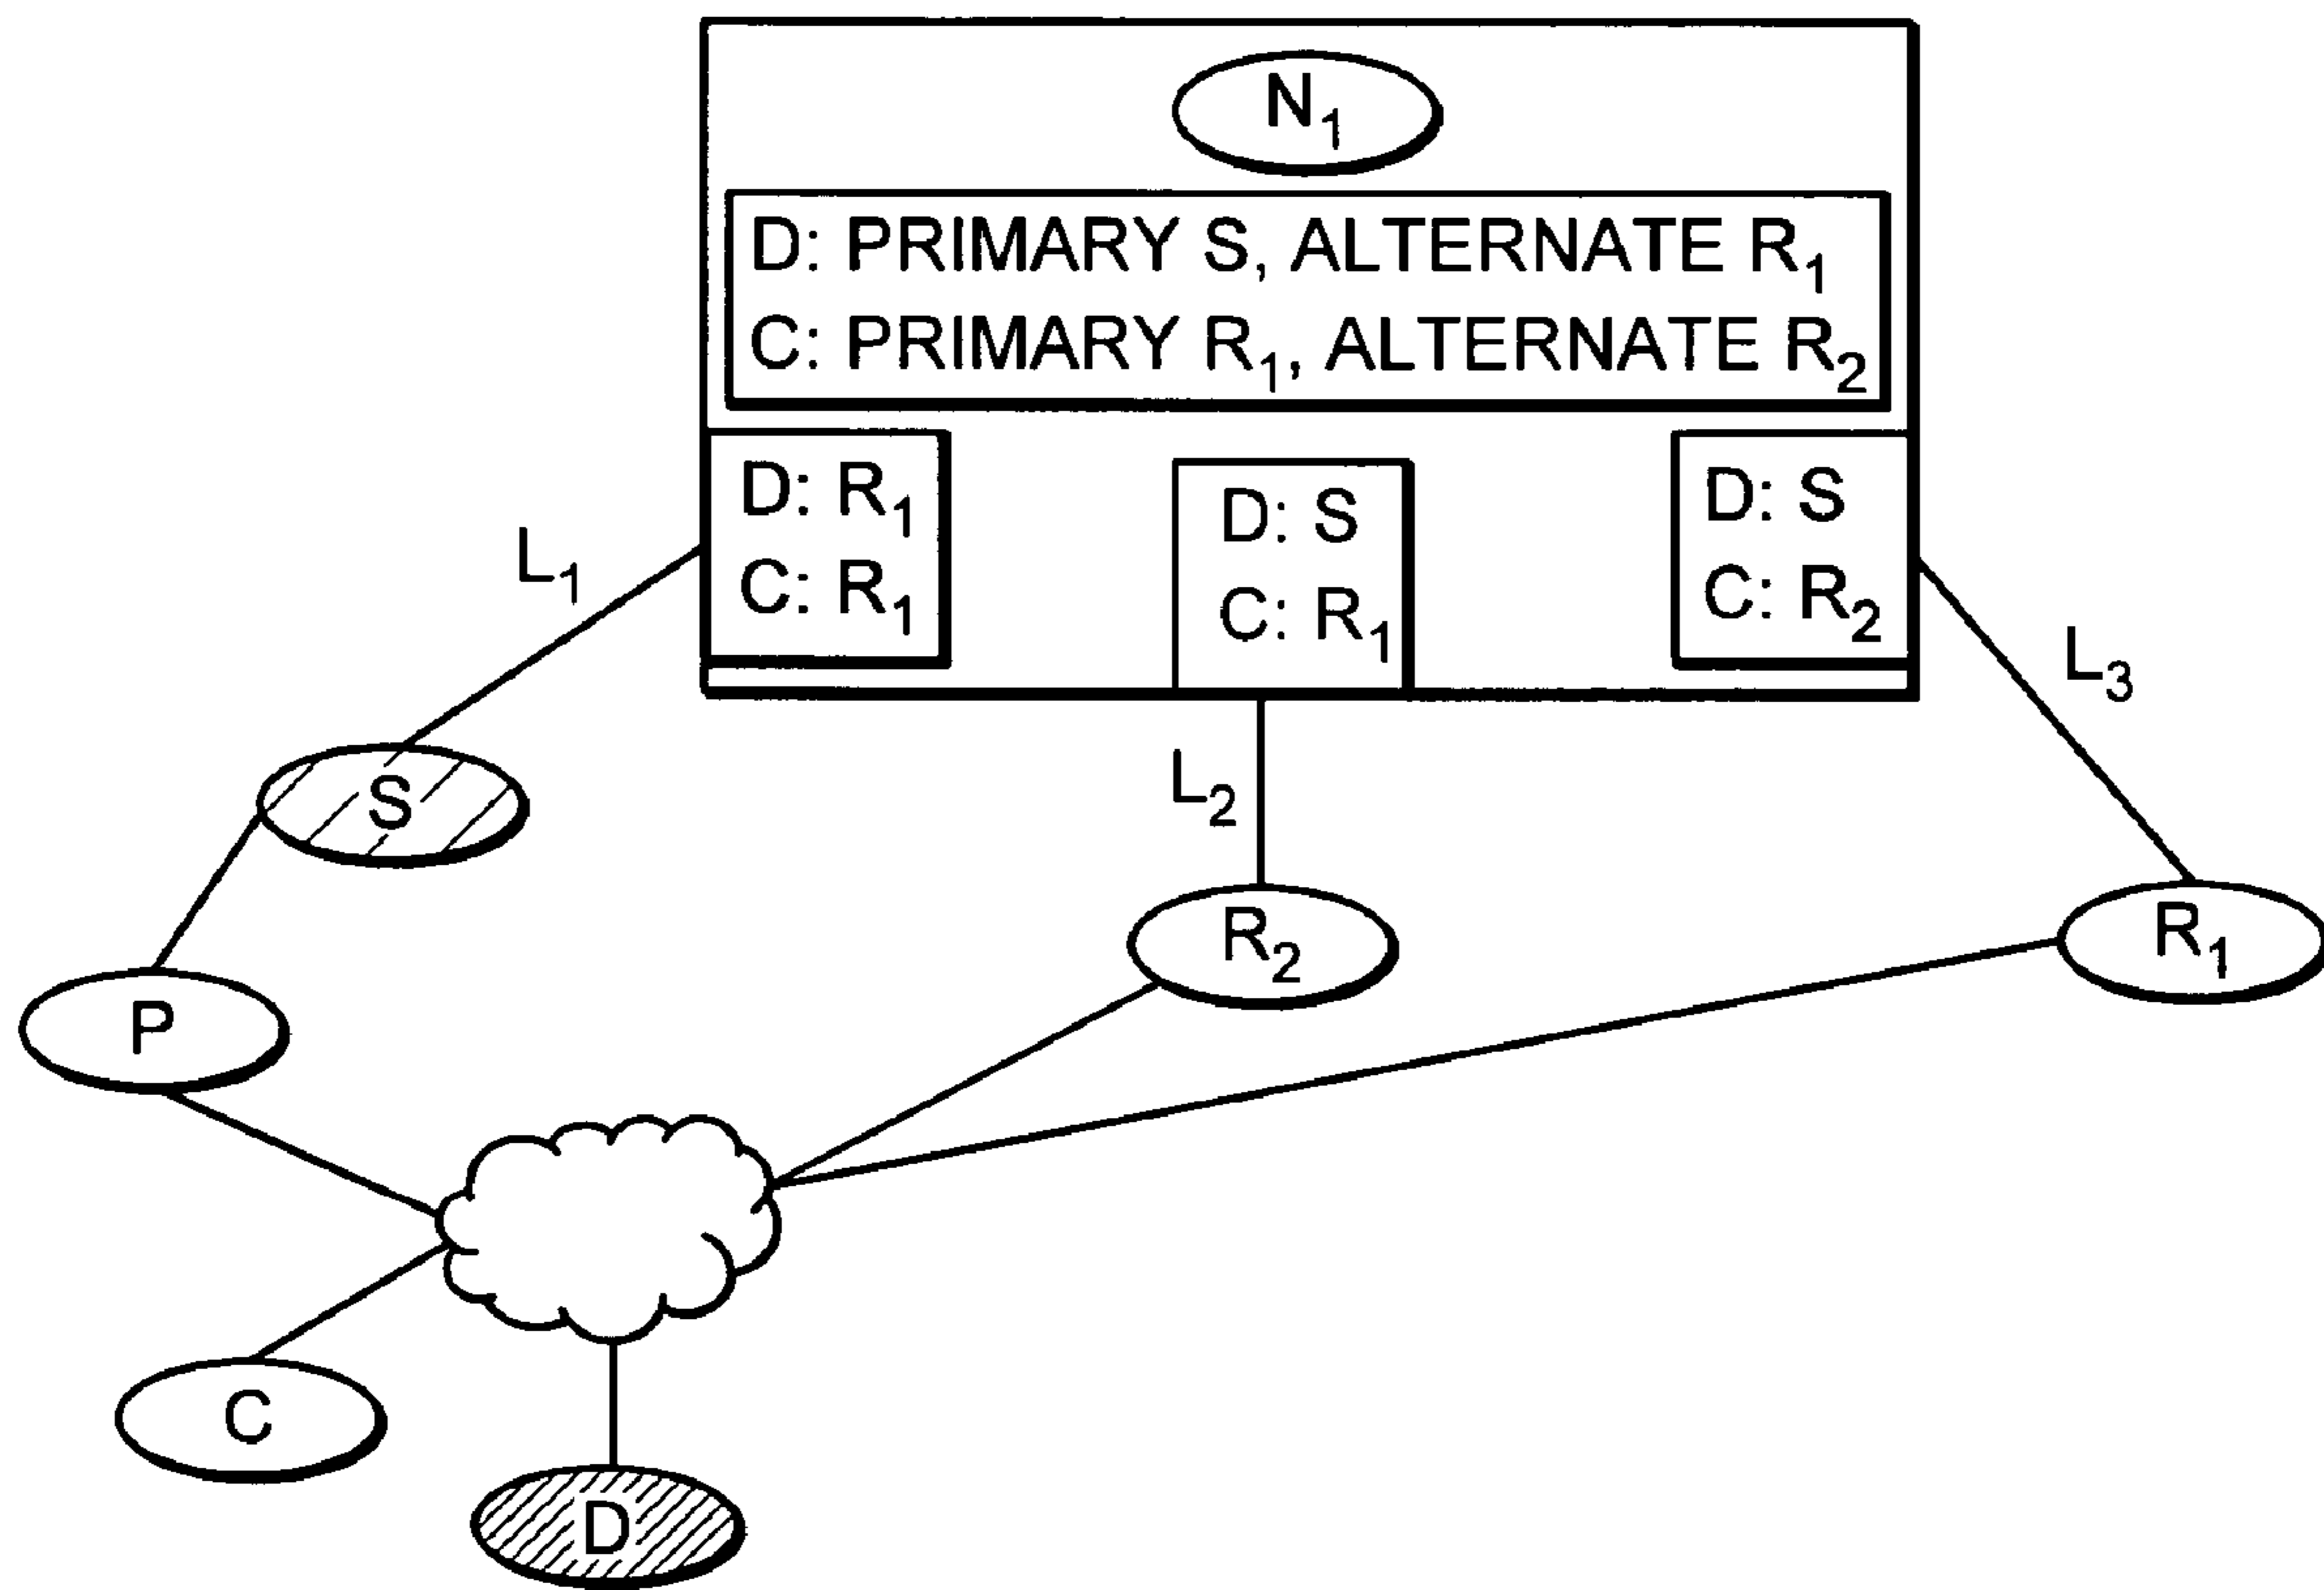 N₁
D: PRIMARY S, ALTERNATE R₁
C: PRIMARY R₁, ALTERNATE R₂
D: R₁
C: R₁
D: S
C: R₁
D: S
C: R₂
L₁
L₂
L₃
S
R₂
R₁
P
C
D